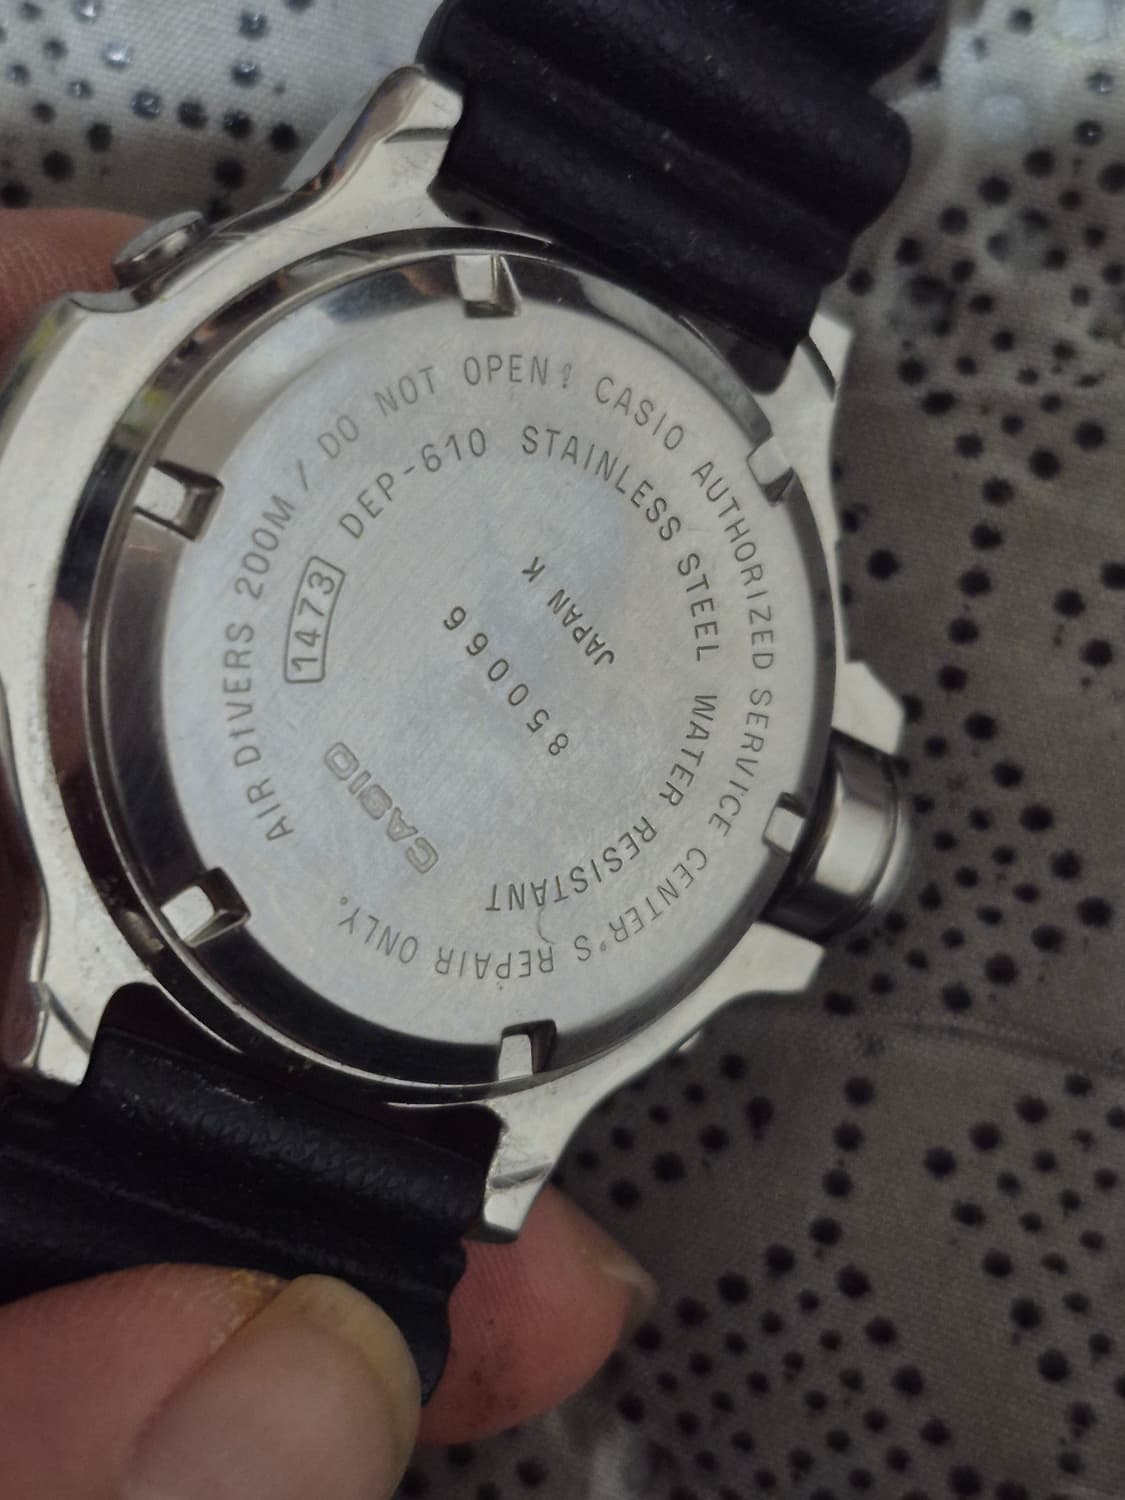 AIR DIVERS 200M / DO NOT OPEN! CASIO AUTHORIZED SERVICE CENTER'S REPAIR ONLY.
1473 DEP-610 STAINLESS STEEL WATER RESISTANT
CASIO
850066
JAPAN K